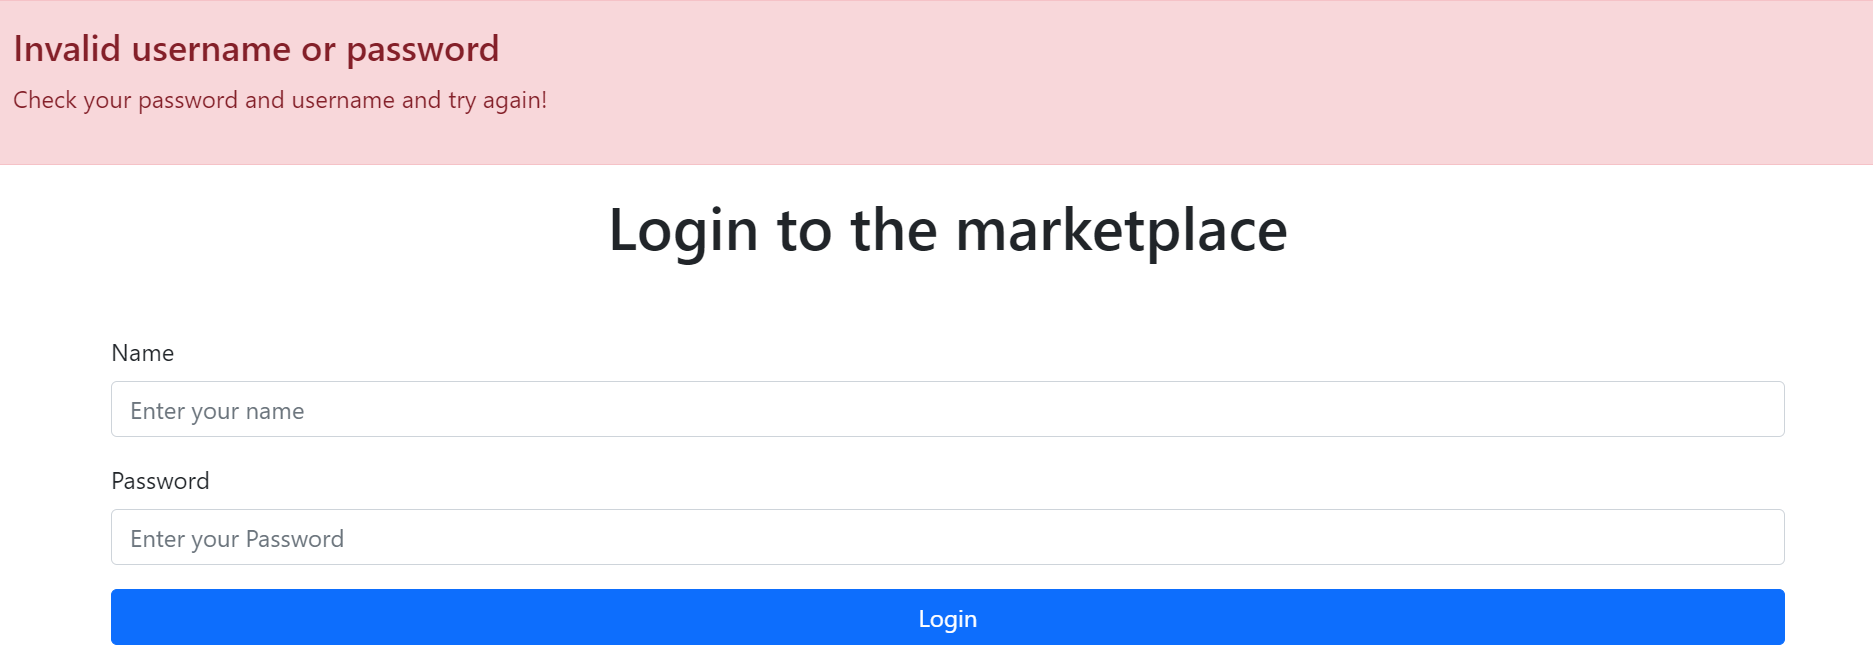 Invalid username or password
Check your password and username and try again!
Login to the marketplace
Name
Enter your name
Password
Enter your Password
Login